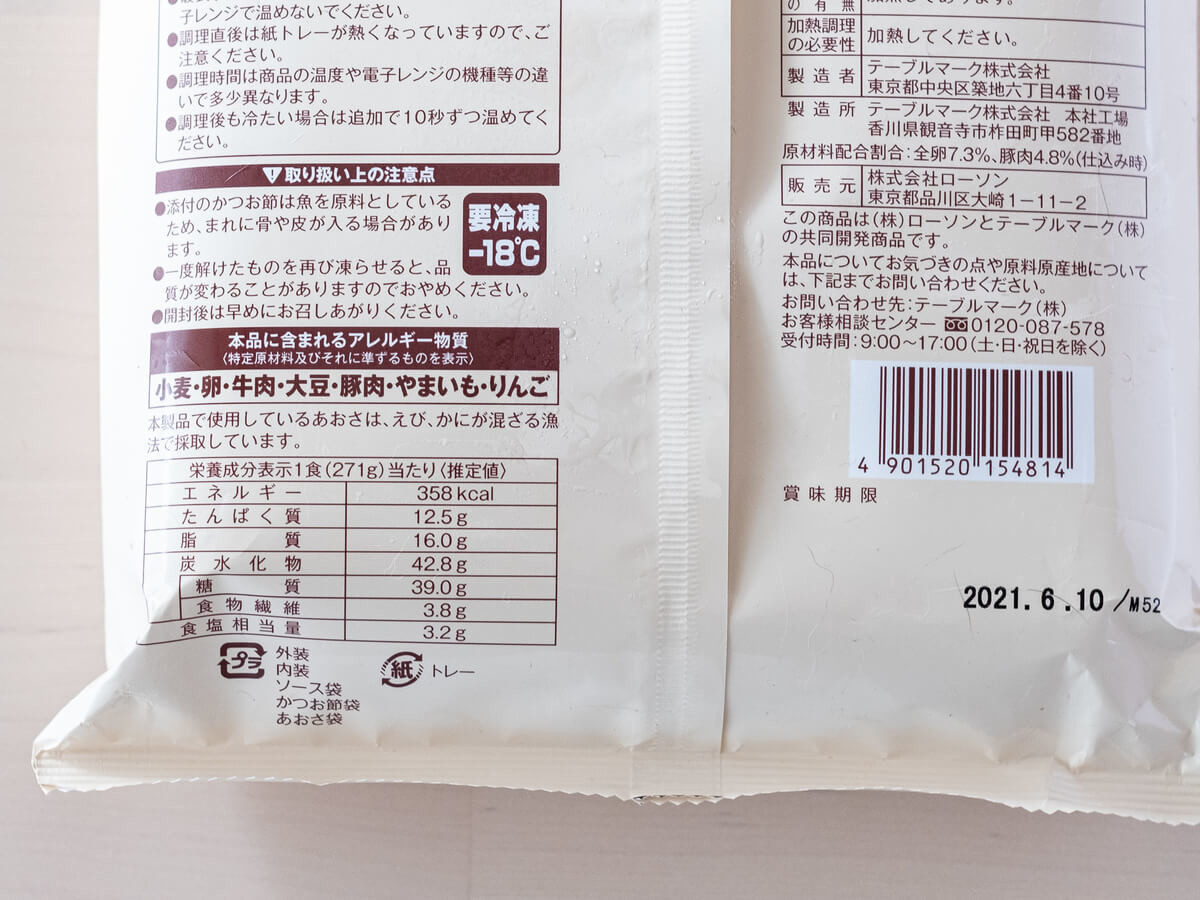 子レンジで温めないでください。
●調理直後は紙トレーが熱くなっていますので、ご
注意ください。
●調理時間は商品の温度や電子レンジの機種等の違
いで多少異なります。
●調理後も冷たい場合は追加で10秒ずつ温めてく
ださい。
取り扱い上の注意点
●添付のかつお節は魚を原料としている
ため、まれに骨や皮が入る場合があり
ます。
●一度解けたものを再び凍らせると、品
質が変わることがありますのでおやめください。
●開封後は早めにお召しあがりください。
要冷凍
-18℃
本品に含まれるアレルギー物質
〈特定原材料及びそれに準ずるものを表示〉
小麦・卵・牛肉・大豆・豚肉・やまいも・りんご
本製品で使用しているあおさは、えび、かにが混ざる漁
法で採取しています。
栄養成分表示1食(271g)当たり〈推定値〉
エネルギー 358kcal
たんぱく質 12.5g
脂質 16.0g
炭水化物 42.8g
糖質 39.0g
食物繊維 3.8g
食塩相当量 3.2g
プラ
外装
内装
ソース袋
かつお節袋
あおさ袋
紙 トレー
の有無
加熱調理
の必要性
加熱してください。
製造者
テーブルマーク株式会社
東京都中央区築地六丁目4番10号
製造所 テーブルマーク株式会社 本社工場
香川県観音寺市柞田町甲582番地
原材料配合割合:全卵7.3%、豚肉4.8%(仕込み時)
販売元
株式会社ローソン
東京都品川区大崎1-11-2
この商品は(株)ローソンとテーブルマーク(株)
の共同開発商品です。
本品についてお気づきの点や原料原産地について
は、下記までお問い合わせください。
お問い合わせ先:テーブルマーク(株)
お客様相談センター 0120-087-578
受付時間:9:00～17:00(土・日・祝日を除く)
4 901520 154814
賞味期限
2021.6.10/M52